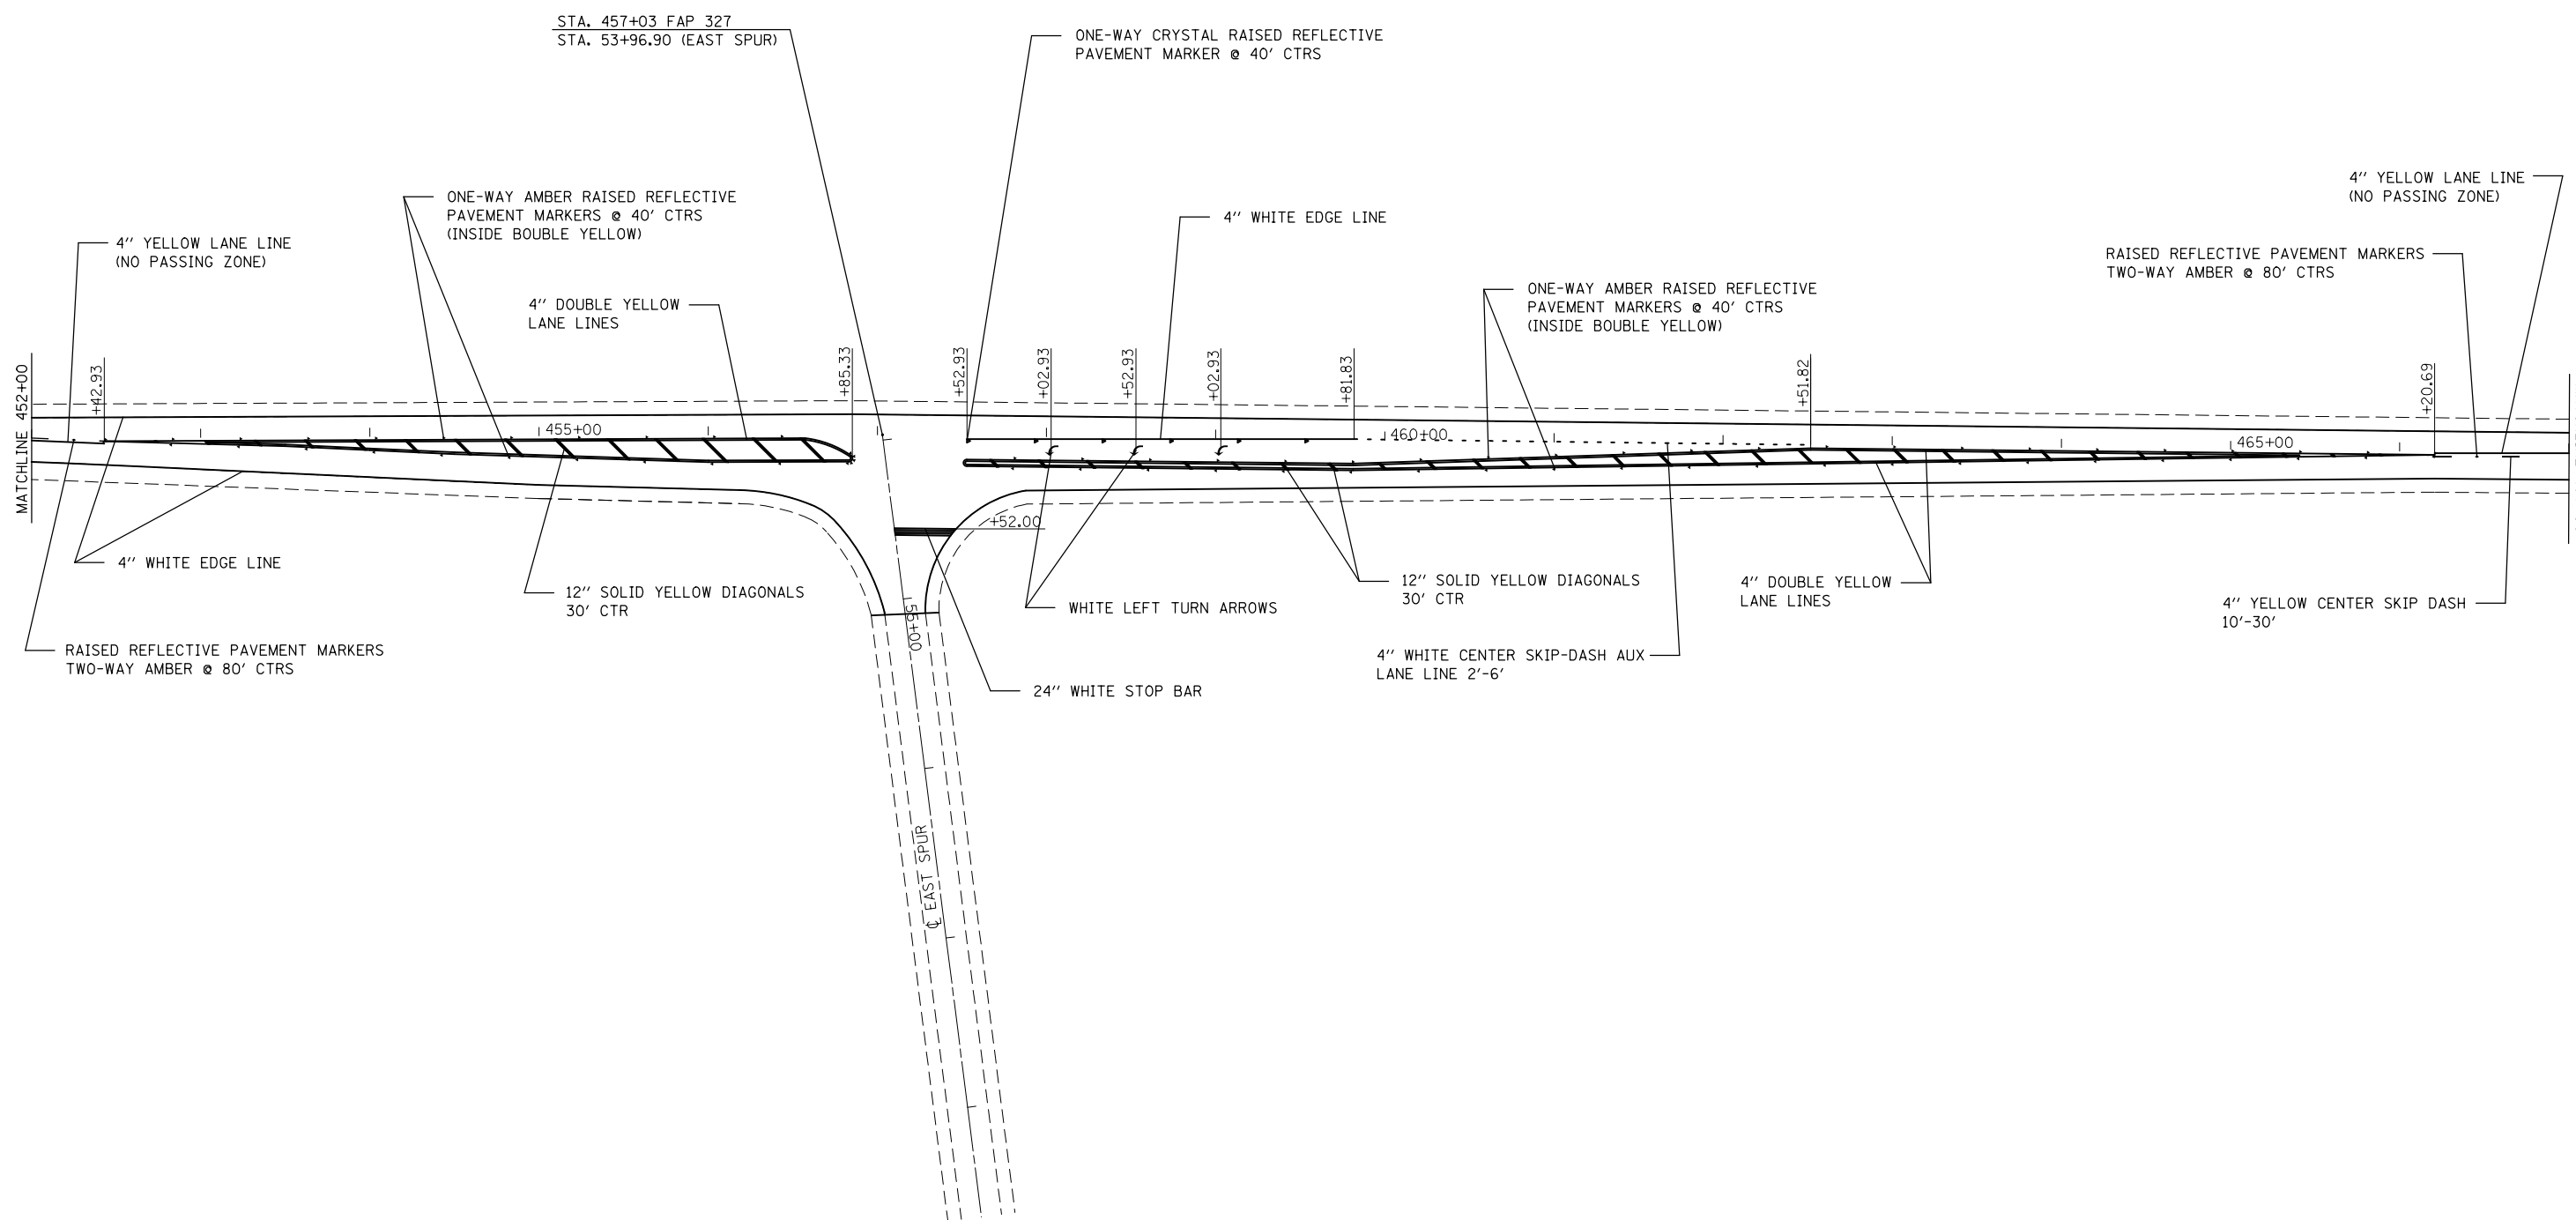 STA. 457+03 FAP 327
STA. 53+96.90 (EAST SPUR)
ONE-WAY CRYSTAL RAISED REFLECTIVE
PAVEMENT MARKER @ 40' CTRS
ONE-WAY AMBER RAISED REFLECTIVE
PAVEMENT MARKERS @ 40' CTRS
(INSIDE BOUBLE YELLOW)
4'' WHITE EDGE LINE
4'' YELLOW LANE LINE
(NO PASSING ZONE)
4'' YELLOW LANE LINE
(NO PASSING ZONE)
RAISED REFLECTIVE PAVEMENT MARKERS
TWO-WAY AMBER @ 80' CTRS
4'' DOUBLE YELLOW
LANE LINES
ONE-WAY AMBER RAISED REFLECTIVE
PAVEMENT MARKERS @ 40' CTRS
(INSIDE BOUBLE YELLOW)
MATCHLINE 452+00
+42.93
+85.33
+52.93
+02.93
+52.93
+02.93
+81.83
+51.82
+20.69
455+00
460+00
465+00
+52.00
4'' WHITE EDGE LINE
12'' SOLID YELLOW DIAGONALS
30' CTR
WHITE LEFT TURN ARROWS
12'' SOLID YELLOW DIAGONALS
30' CTR
4'' DOUBLE YELLOW
LANE LINES
4'' YELLOW CENTER SKIP DASH
10'-30'
RAISED REFLECTIVE PAVEMENT MARKERS
TWO-WAY AMBER @ 80' CTRS
55+00
4'' WHITE CENTER SKIP-DASH AUX
LANE LINE 2'-6'
24'' WHITE STOP BAR
℄ EAST SPUR